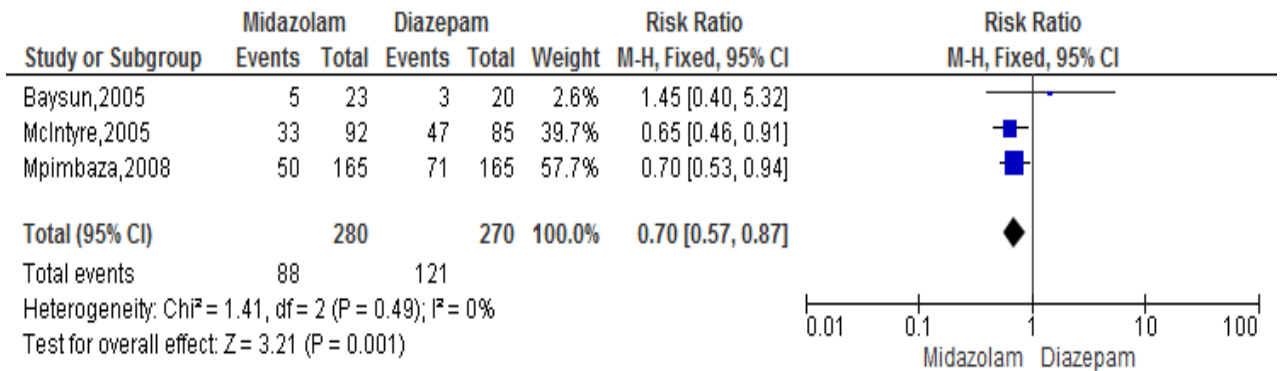 Midazolam Diazepam Risk Ratio Risk Ratio
Study or Subgroup Events Total Events Total Weight M-H, Fixed, 95% CI M-H, Fixed, 95% CI
Baysun,2005 5 23 3 20 2.6% 1.45 [0.40, 5.32]
McIntyre,2005 33 92 47 85 39.7% 0.65 [0.46, 0.91]
Mpimbaza,2008 50 165 71 165 57.7% 0.70 [0.53, 0.94]
Total (95% CI) 280 270 100.0% 0.70 [0.57, 0.87]
Total events 88 121
Heterogeneity: Chi² = 1.41, df = 2 (P = 0.49); I² = 0%
Test for overall effect: Z = 3.21 (P = 0.001)
0.01 0.1 1 10 100
Midazolam Diazepam